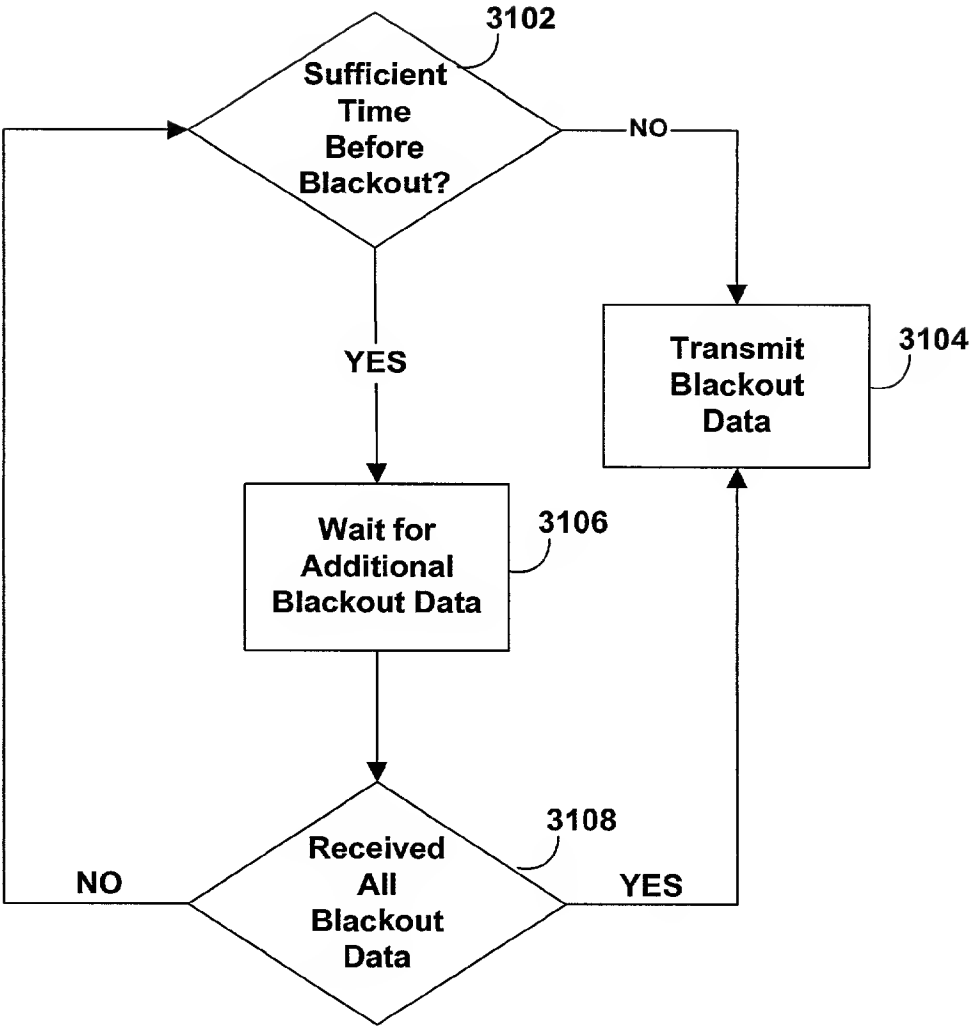 3102
Sufficient
Time
Before
Blackout?
NO
YES
3104
Transmit
Blackout
Data
3106
Wait for
Additional
Blackout Data
3108
Received
All
Blackout
Data
NO
YES